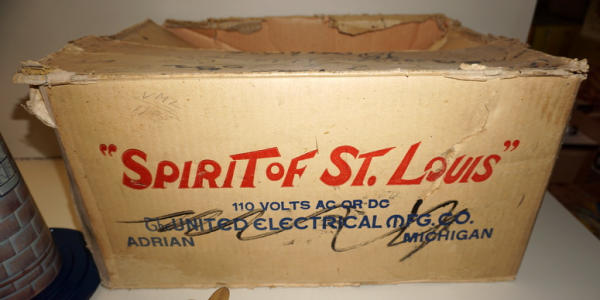 "SPIRIT OF ST. LOUIS"
110 VOLTS AC OR DC
UNITED ELECTRICAL MFG. CO.
ADRIAN MICHIGAN